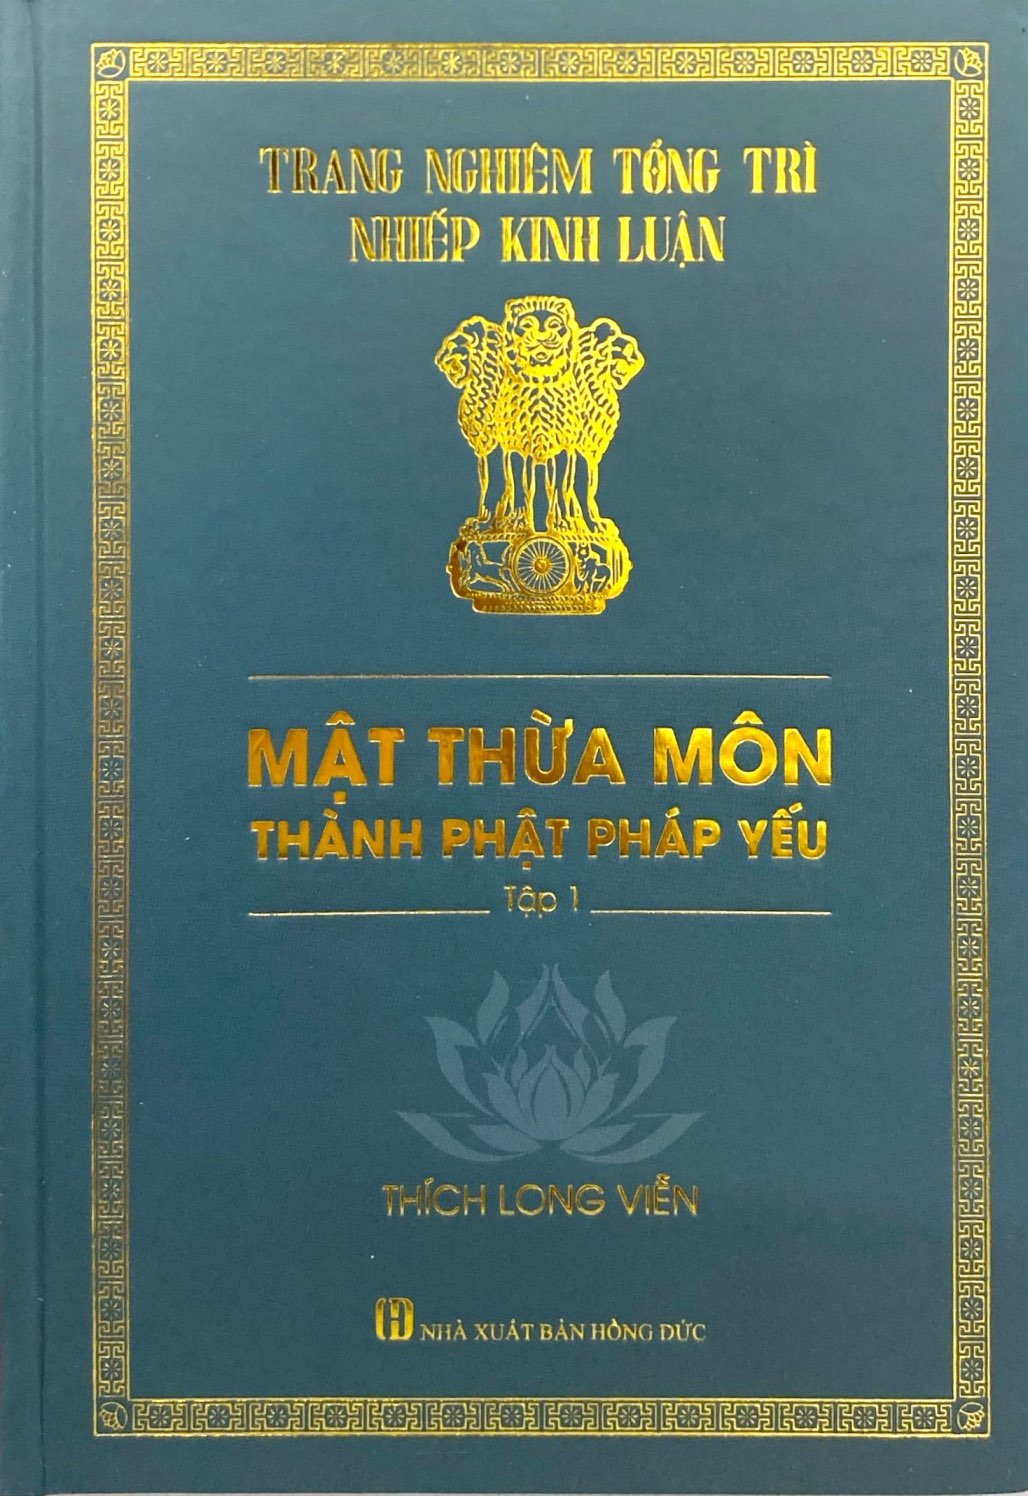 TRANG NGHIÊM TỔNG TRÌ
NHIẾP KINH LUẬN
MẬT THỪA MÔN
THÀNH PHẬT PHÁP YẾU
Tập 1
THÍCH LONG VIỄN
NHÀ XUẤT BẢN HỒNG ĐỨC